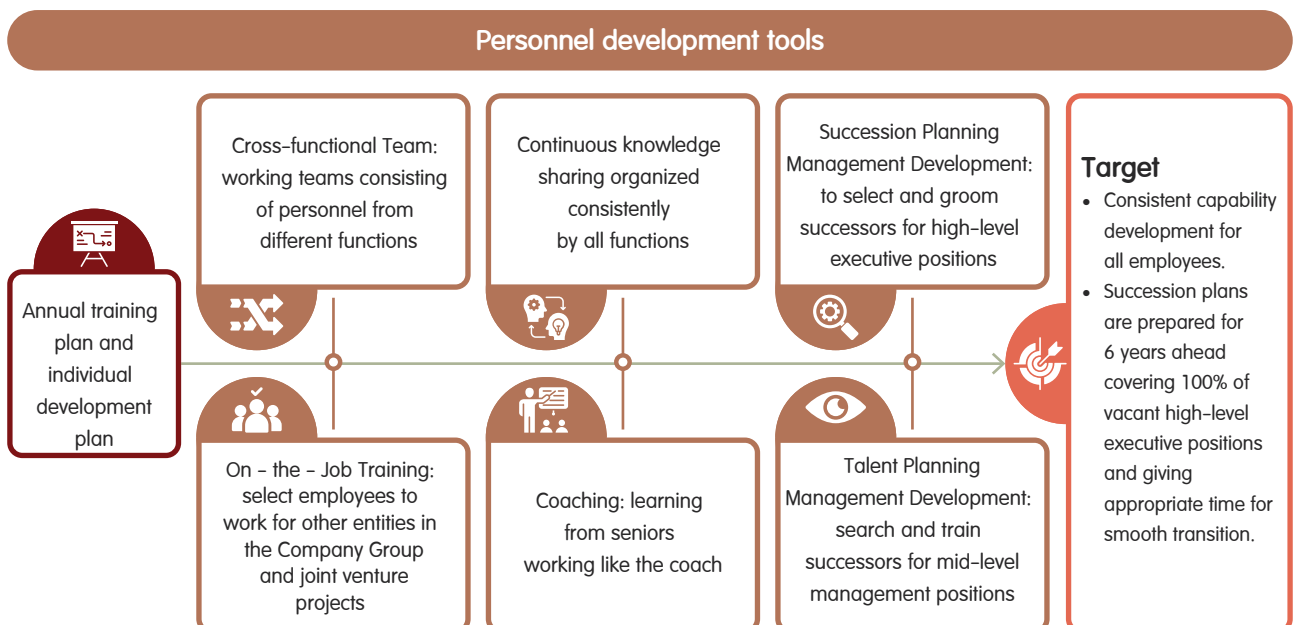 Personnel development tools
Annual training
plan and
individual
development
plan
Cross-functional Team:
working teams consisting
of personnel from
different functions
On - the - Job Training:
select employees to
work for other entities in
the Company Group
and joint venture
projects
Continuous knowledge
sharing organized
consistently
by all functions
Coaching: learning
from seniors
working like the coach
Succession Planning
Management Development:
to select and groom
successors for high-level
executive positions
Talent Planning
Management Development:
search and train
successors for mid-level
management positions
Target
• Consistent capability
development for
all employees.
• Succession plans
are prepared for
6 years ahead
covering 100% of
vacant high-level
executive positions
and giving
appropriate time for
smooth transition.